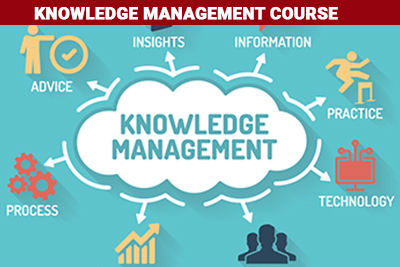 KNOWLEDGE MANAGEMENT COURSE
INSIGHTS
INFORMATION
ADVICE
PRACTICE
KNOWLEDGE
MANAGEMENT
PROCESS
TECHNOLOGY